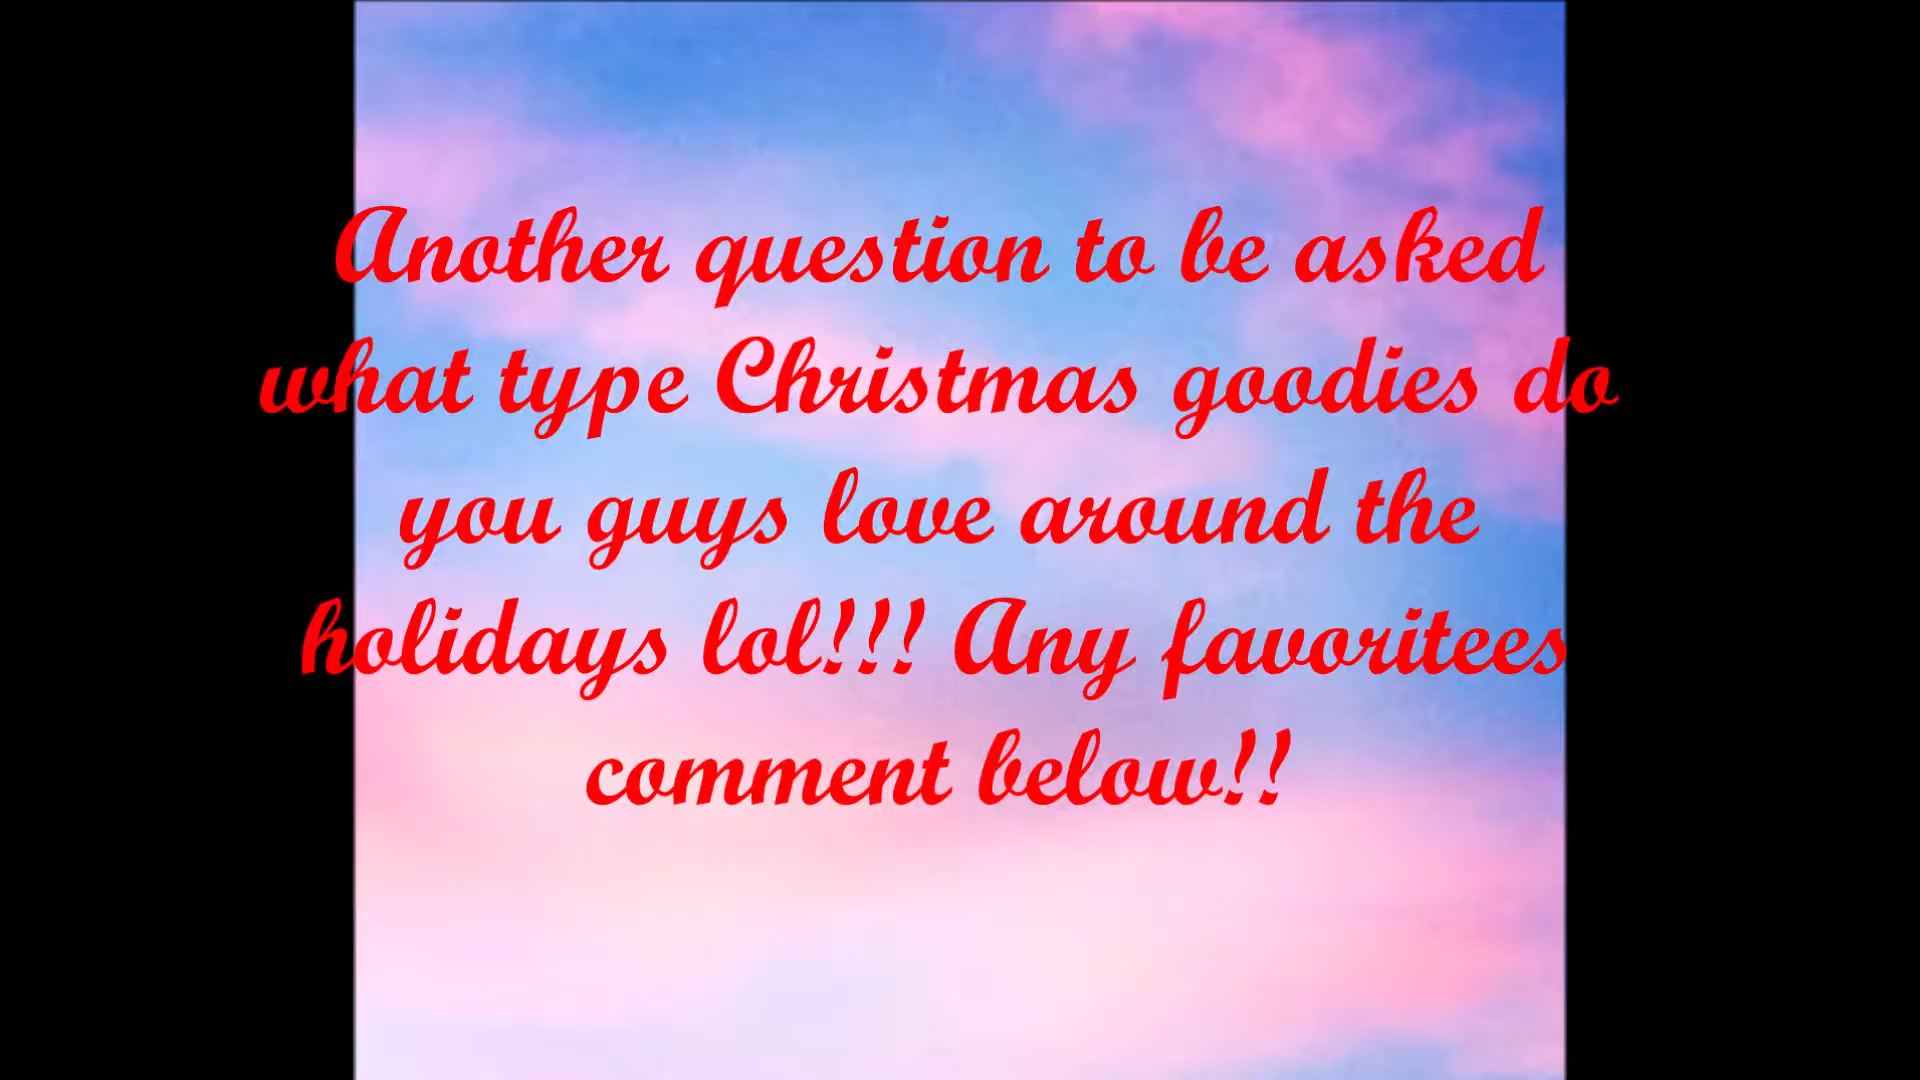 Another question to be asked
what type Christmas goodies do
you guys love around the
holidays lol!!! Any favoritees
comment below!!